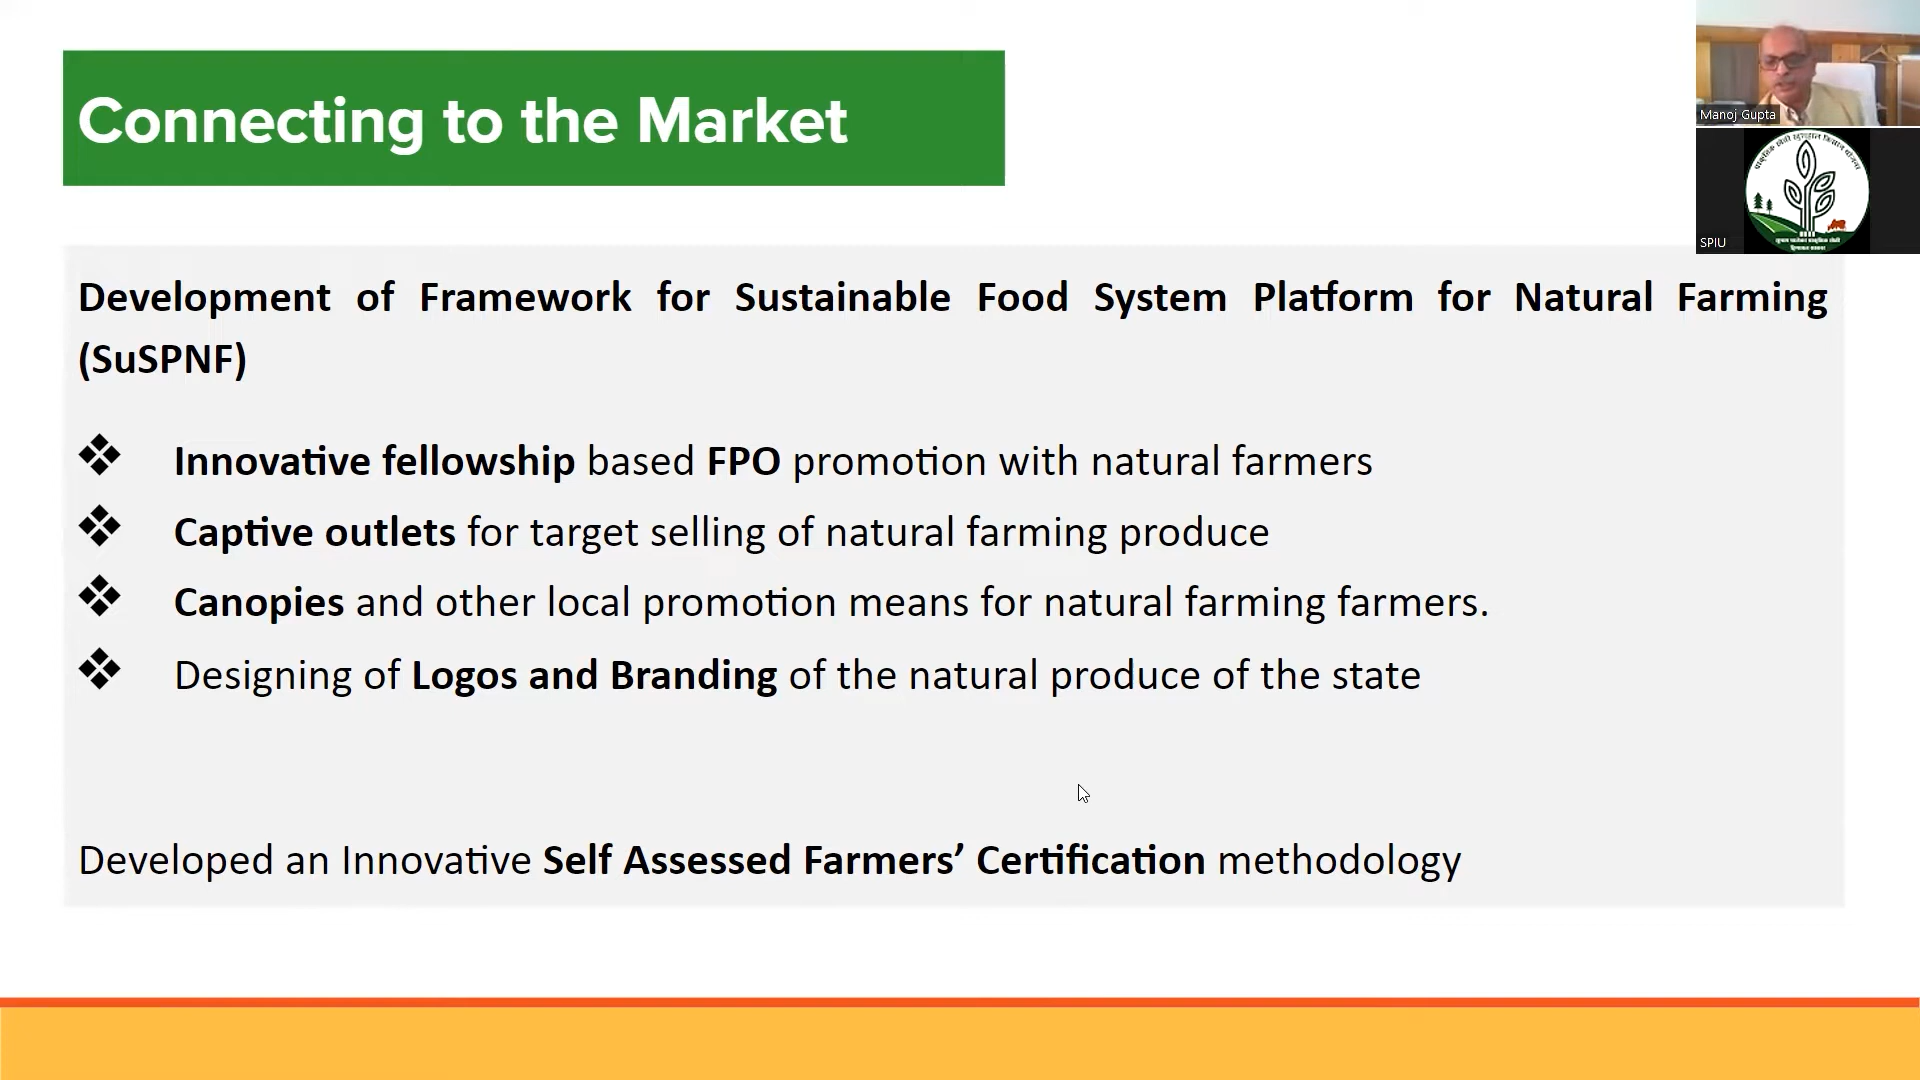 Connecting to the Market
Manoj Gupta
SPIU
Development of Framework for Sustainable Food System Platform for Natural Farming
(SuSPNF)
❖ Innovative fellowship based FPO promotion with natural farmers
❖ Captive outlets for target selling of natural farming produce
❖ Canopies and other local promotion means for natural farming farmers.
❖ Designing of Logos and Branding of the natural produce of the state
Developed an Innovative Self Assessed Farmers’ Certification methodology